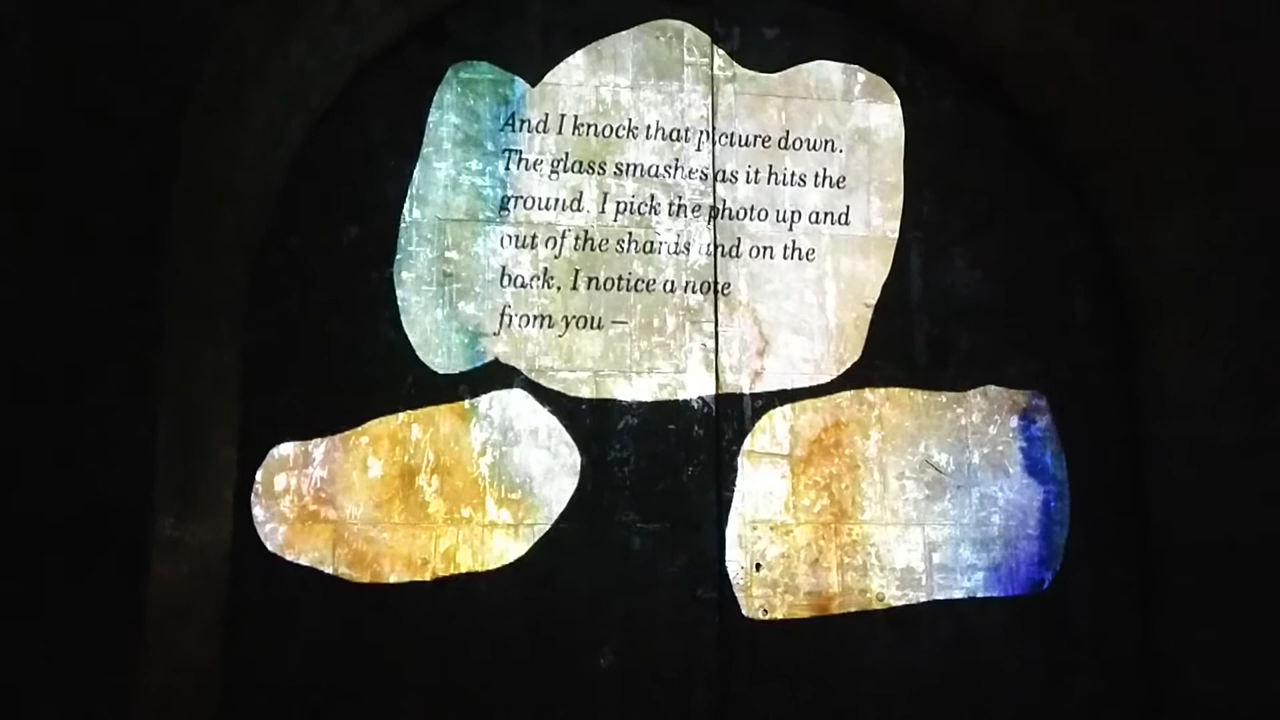 And I knock that picture down.
The glass smashes as it hits the
ground. I pick the photo up and
out of the shards and on the
back, I notice a note
from you —